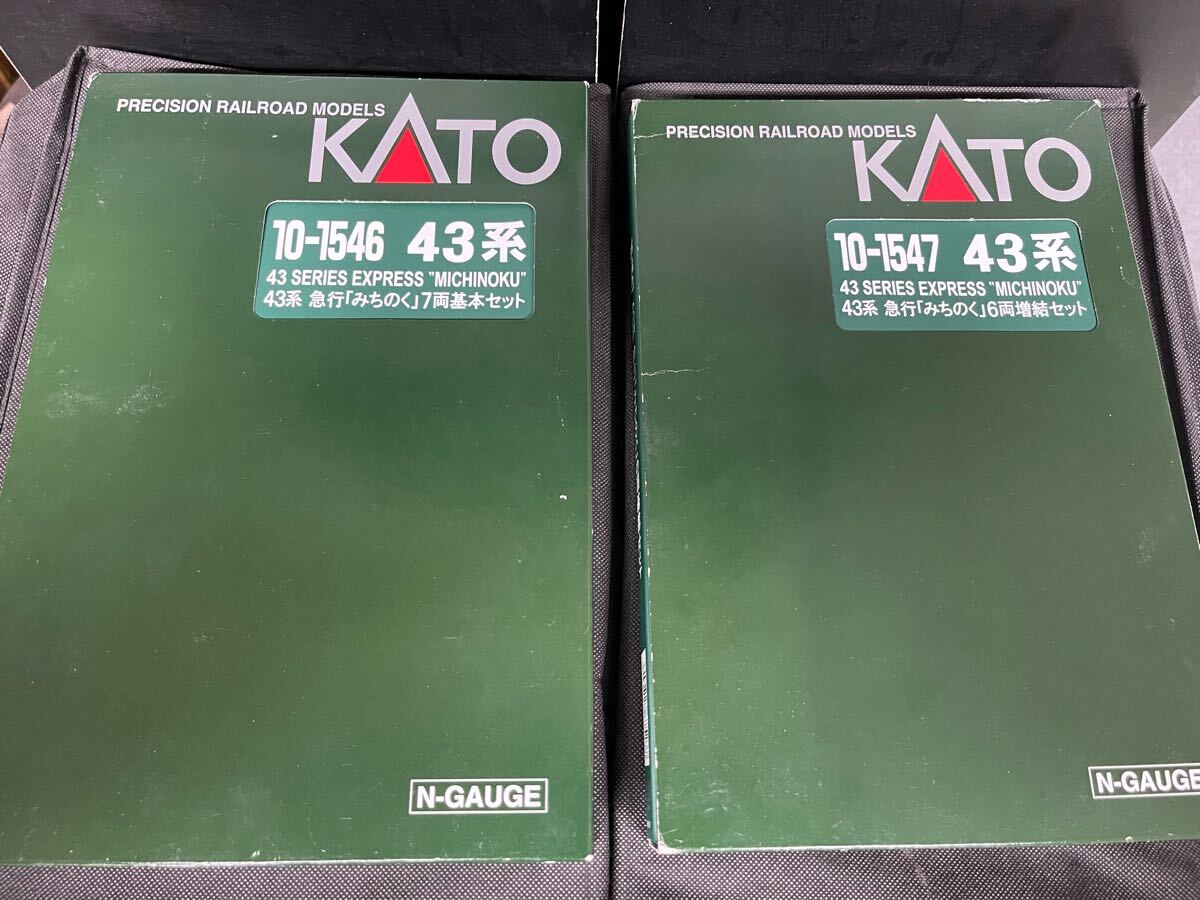 PRECISION RAILROAD MODELS
KATO
10-1546 43系
43 SERIES EXPRESS "MICHINOKU"
43系 急行「みちのく」7両基本セット
N-GAUGE
PRECISION RAILROAD MODELS
KATO
10-1547 43系
43 SERIES EXPRESS "MICHINOKU"
43系 急行「みちのく」6両増結セット
N-GAUGE